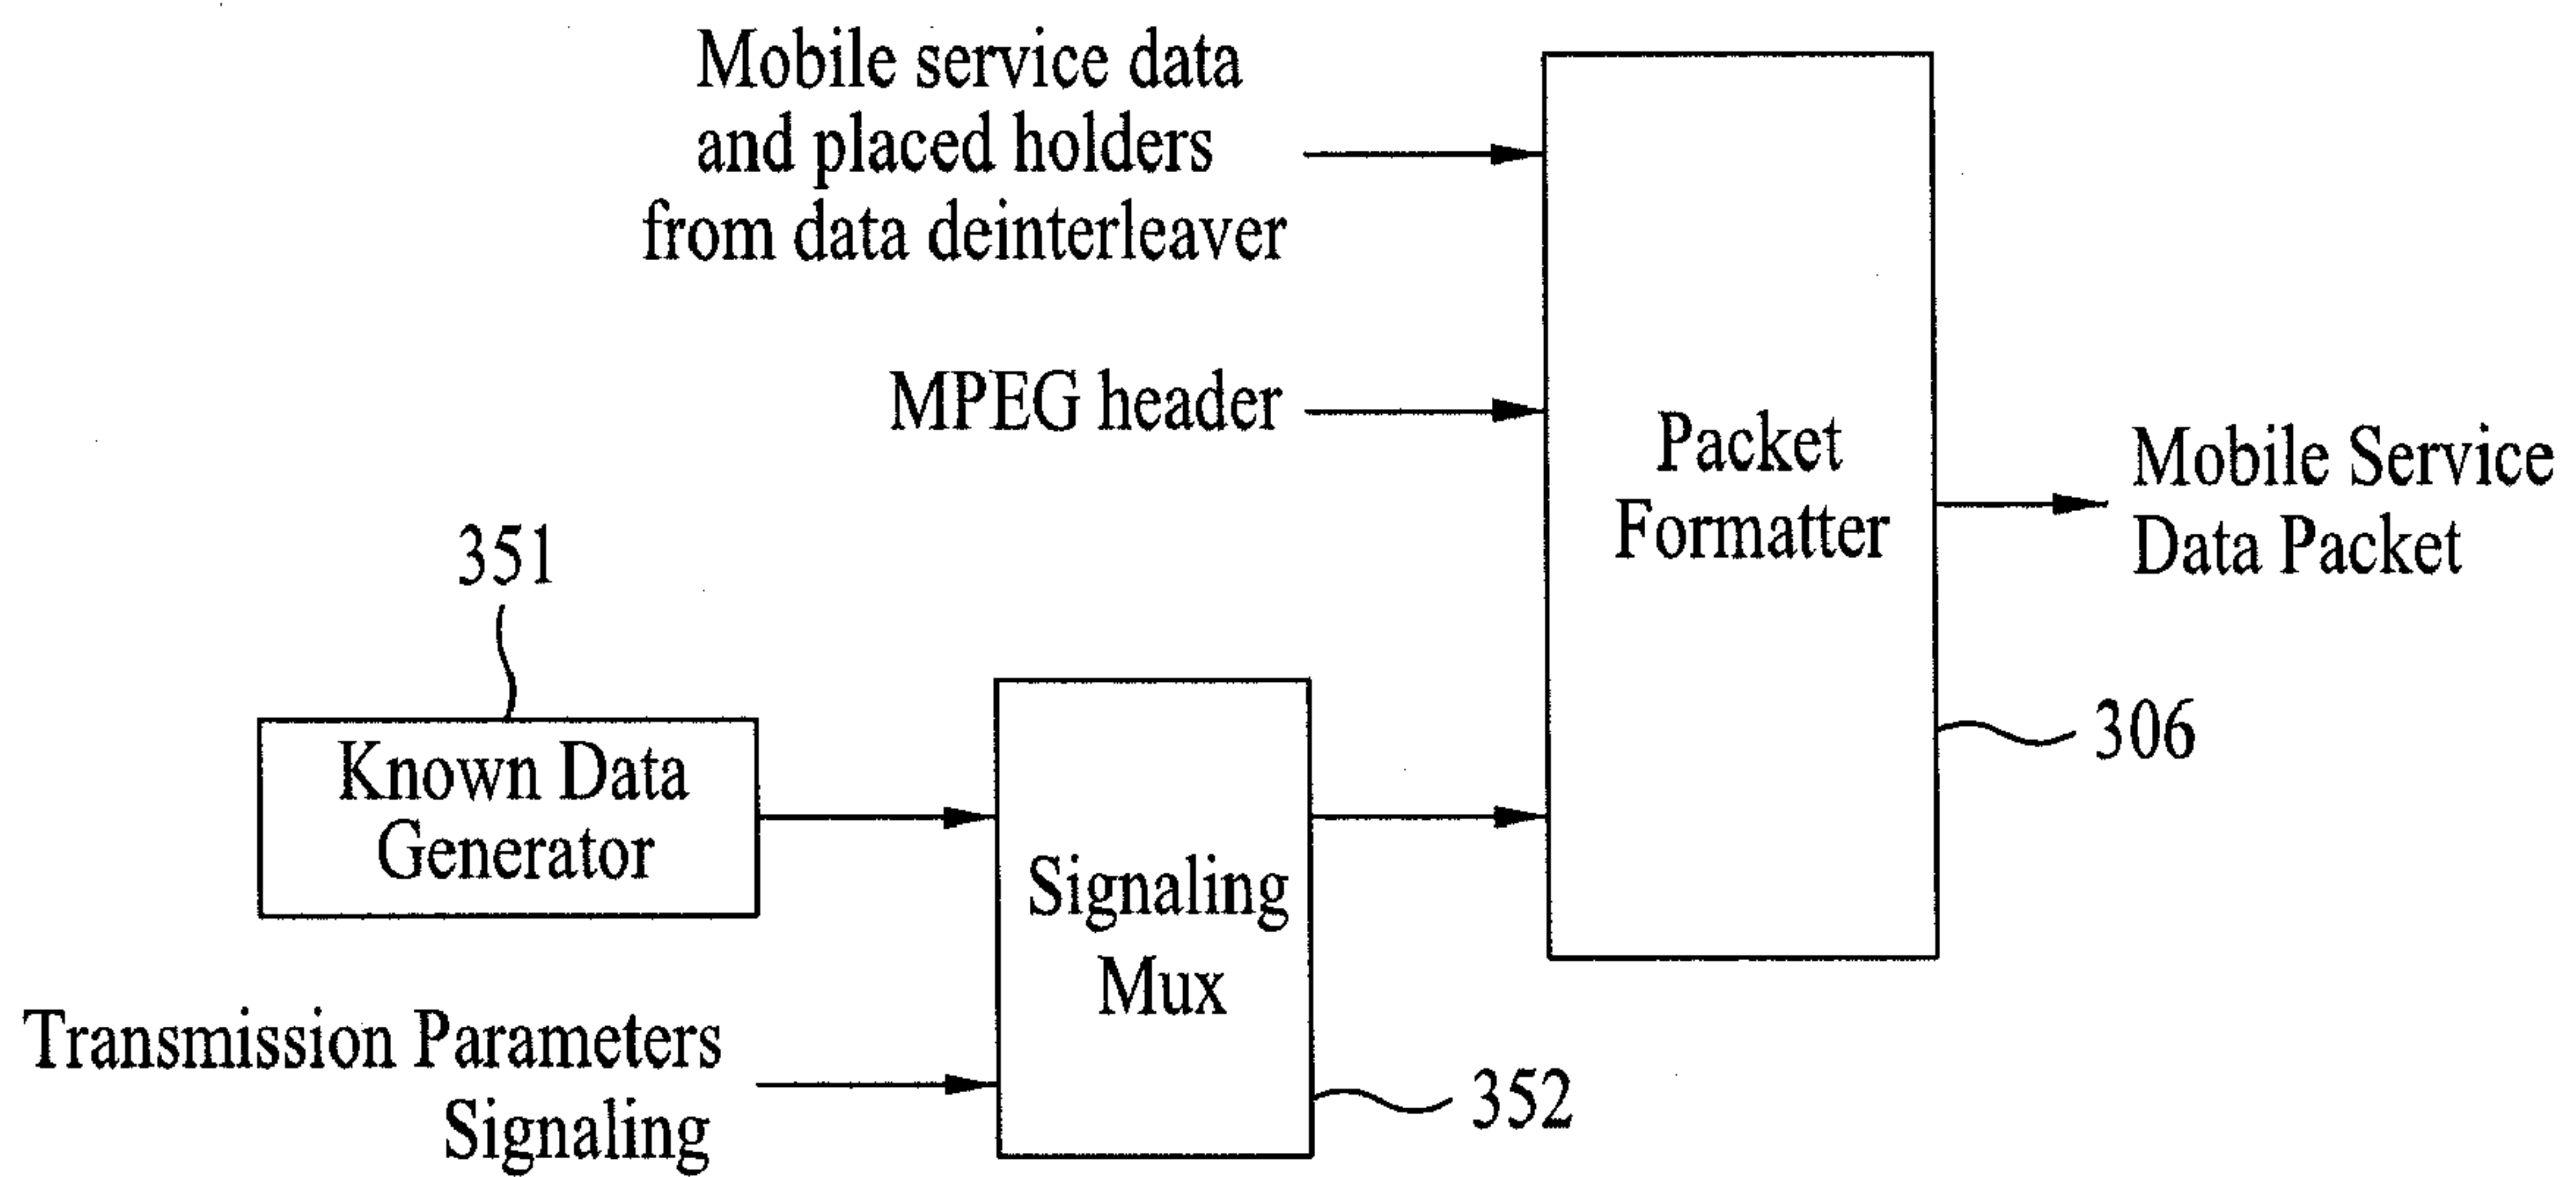 Mobile service data
and placed holders
from data deinterleaver
MPEG header
Packet
Formatter
Mobile Service
Data Packet
351
306
Known Data
Generator
Signaling
Mux
Transmission Parameters
Signaling
352